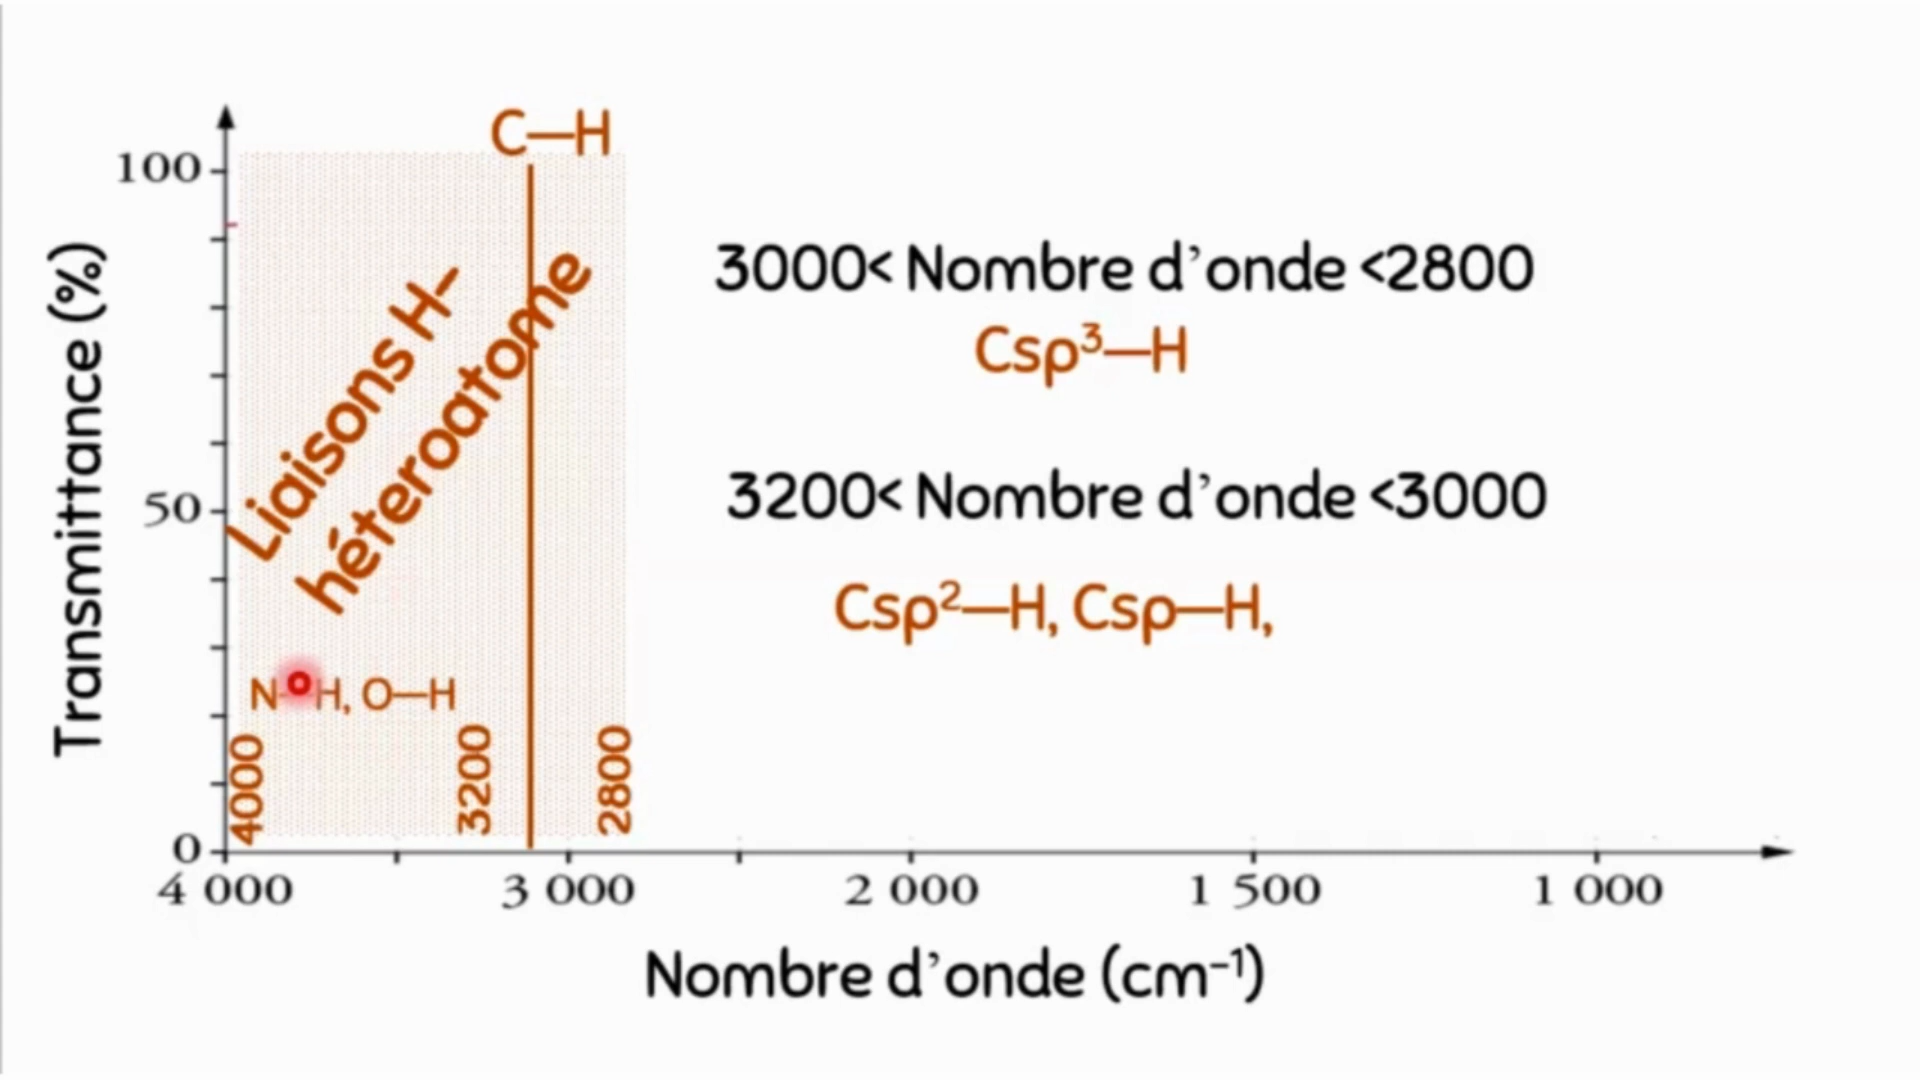 C—H
100
50
0
Transmittance (%)
Liaisons H-
hétéroatome
N—H, O—H
4000
3200
2800
3000< Nombre d’onde <2800
Csp³—H
3200< Nombre d’onde <3000
Csp²—H, Csp—H,
4 000 3 000 2 000 1 500 1 000
Nombre d’onde (cm⁻¹)